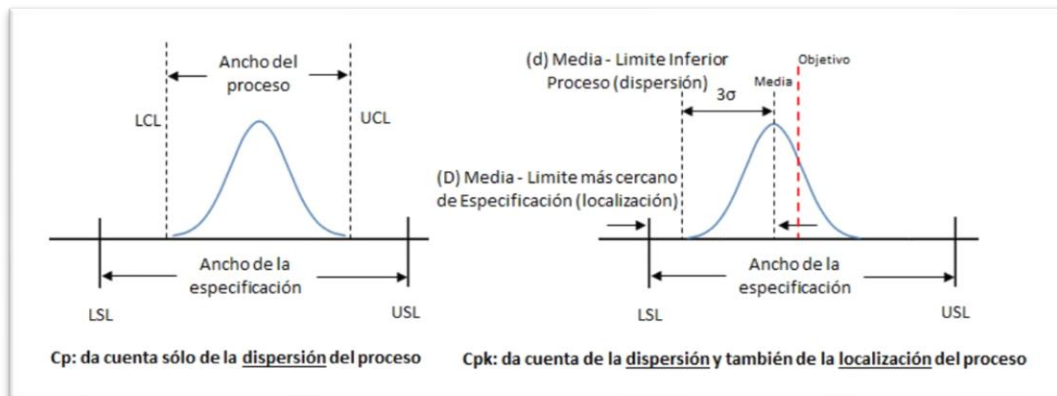 Ancho del
proceso
LCL
UCL
Ancho de la
especificación
LSL
USL
Cp: da cuenta sólo de la dispersión del proceso
(d) Media - Limite Inferior
Proceso (dispersión)
Objetivo
Media
3σ
(D) Media - Limite más cercano
de Especificación (localización)
Ancho de la
especificación
LSL
USL
Cpk: da cuenta de la dispersión y también de la localización del proceso